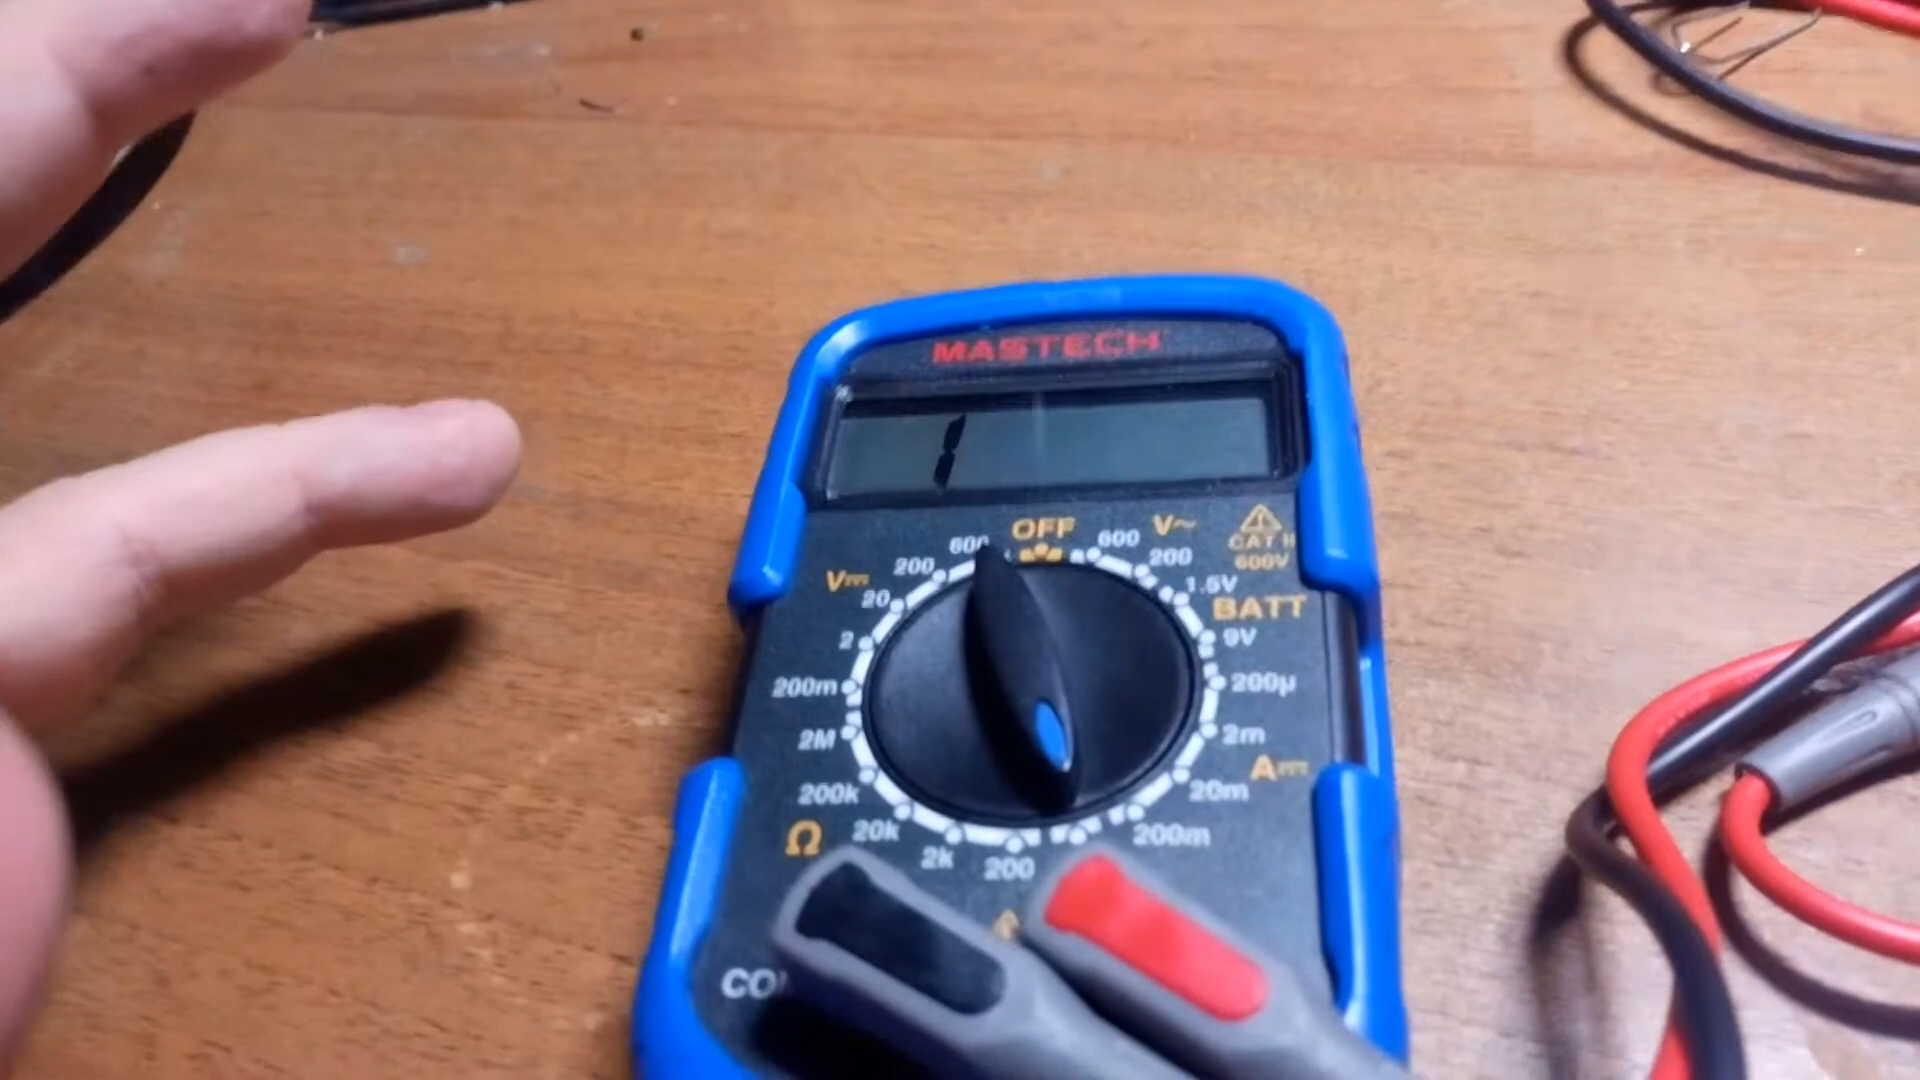 MASTECH
1
OFF
600
V~
CAT II
600V
600
200
200
V⎓
20
1.5V
BATT
2
9V
200m
200μ
2M
2m
A⎓
200k
20m
Ω
20k
200m
2k
200